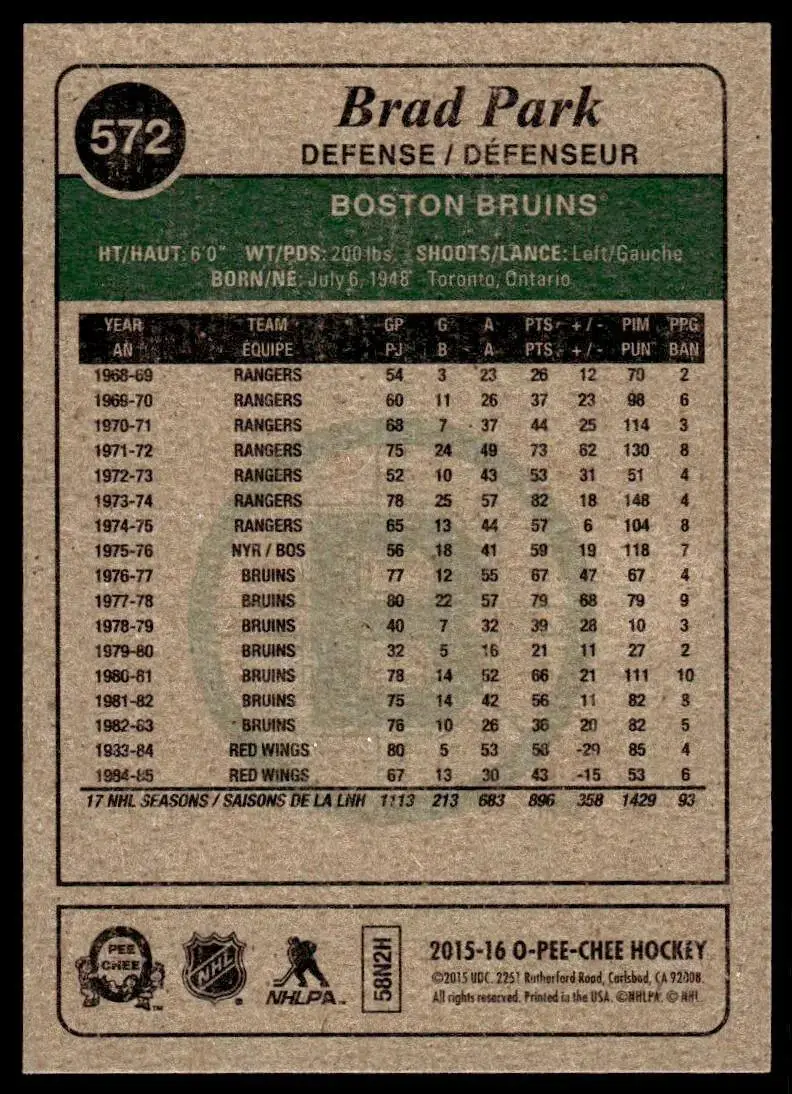 572
Brad Park
DEFENSE / DÉFENSEUR
BOSTON BRUINS
HT/HAUT: 6'0" WT/PDS: 200 lbs. SHOOTS/LANCE: Left/Gauche
BORN/NÉ: July 6, 1948 Toronto, Ontario
YEAR TEAM GP G A PTS +/- PIM PPG
AN ÉQUIPE PJ B A PTS +/- PUN BAN
1968-69 RANGERS 54 3 23 26 12 70 2
1969-70 RANGERS 60 11 26 37 23 98 6
1970-71 RANGERS 68 7 37 44 25 114 3
1971-72 RANGERS 75 24 49 73 62 130 8
1972-73 RANGERS 52 10 43 53 31 51 4
1973-74 RANGERS 78 25 57 82 18 148 4
1974-75 RANGERS 65 13 44 57 6 104 8
1975-76 NYR / BOS 56 18 41 59 19 118 7
1976-77 BRUINS 77 12 55 67 47 67 4
1977-78 BRUINS 80 22 57 79 68 79 9
1978-79 BRUINS 40 7 32 39 28 10 3
1979-80 BRUINS 32 5 16 21 11 27 2
1980-81 BRUINS 78 14 52 66 21 111 10
1981-82 BRUINS 75 14 42 56 11 82 8
1982-83 BRUINS 76 10 26 36 20 82 5
1983-84 RED WINGS 80 5 53 58 -29 85 4
1984-85 RED WINGS 67 13 30 43 -15 53 6
17 NHL SEASONS / SAISONS DE LA LNH 1113 213 683 896 358 1429 93
PEE
CHEE
TM
NHL
NHLPA
58N2H
2015-16 O-PEE-CHEE HOCKEY
©2015 UDC. 2251 Rutherford Road, Carlsbad, CA 92008.
All rights reserved. Printed in the USA. ©NHLPA. © NHL.